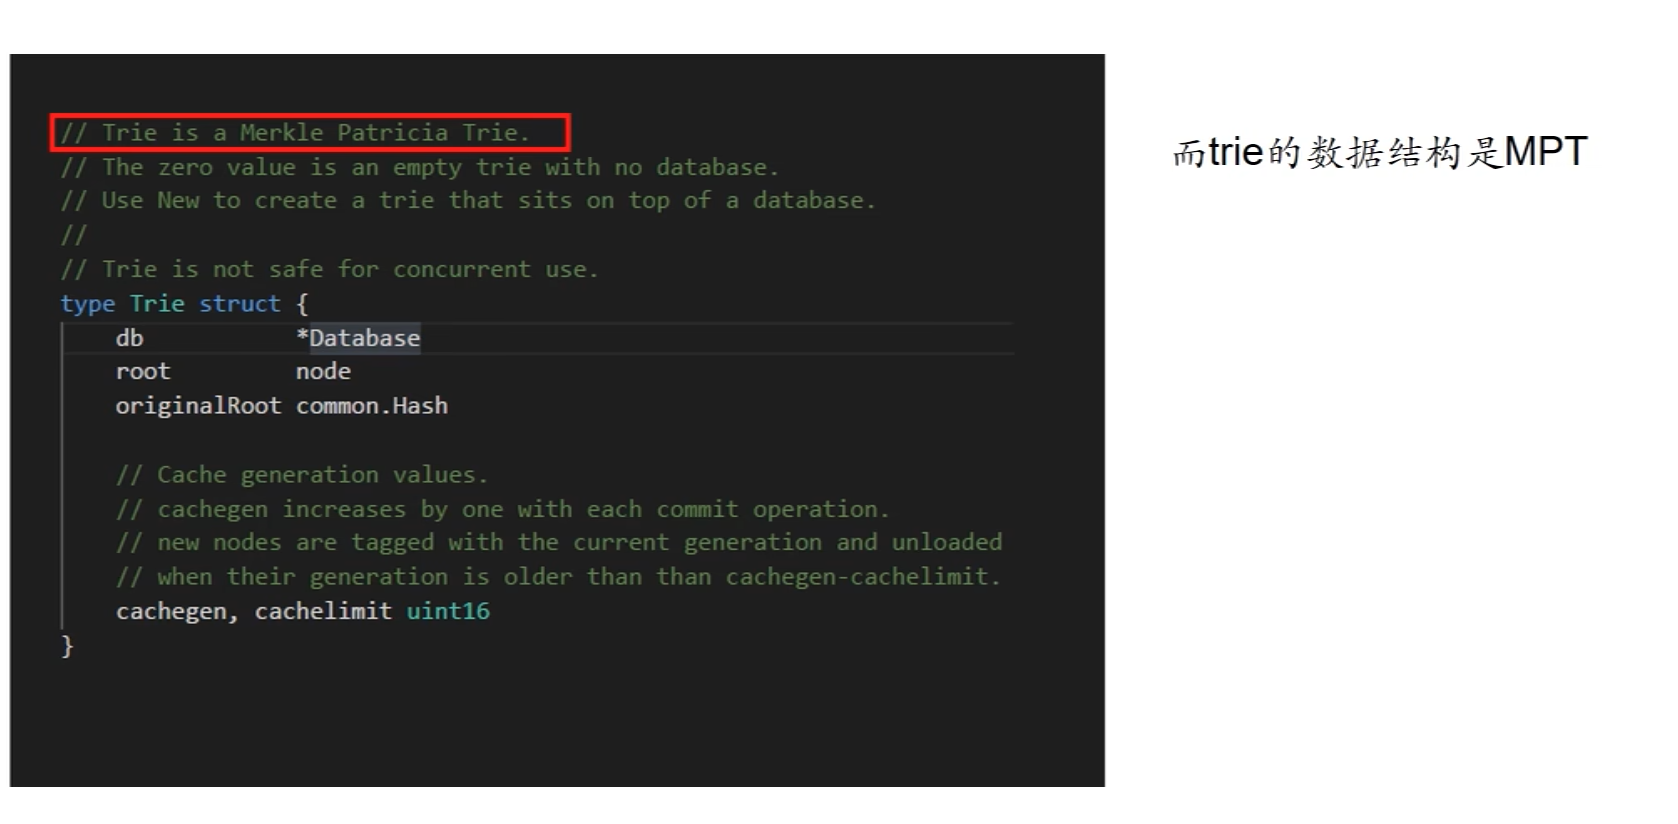 // Trie is a Merkle Patricia Trie.
// The zero value is an empty trie with no database.
// Use New to create a trie that sits on top of a database.
//
// Trie is not safe for concurrent use.
type Trie struct {
db *Database
root node
originalRoot common.Hash
// Cache generation values.
// cachegen increases by one with each commit operation.
// new nodes are tagged with the current generation and unloaded
// when their generation is older than than cachegen-cachelimit.
cachegen, cachelimit uint16
}
而trie的数据结构是MPT